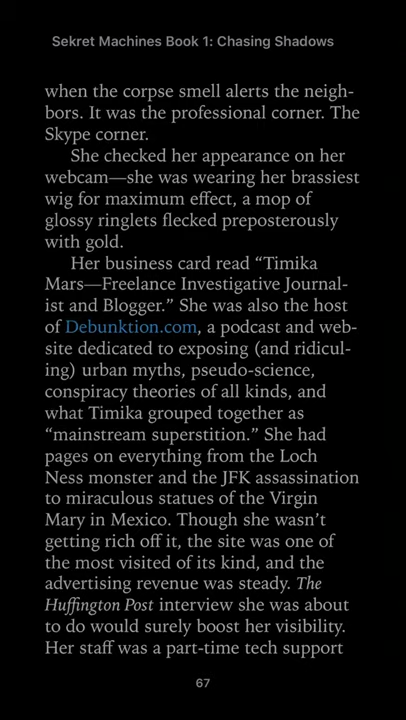 Sekret Machines Book 1: Chasing Shadows
when the corpse smell alerts the neigh-
bors. It was the professional corner. The
Skype corner.
She checked her appearance on her
webcam—she was wearing her brassiest
wig for maximum effect, a mop of
glossy ringlets flecked preposterously
with gold.
Her business card read “Timika
Mars—Freelance Investigative Journal-
ist and Blogger.” She was also the host
of Debunktion.com, a podcast and web-
site dedicated to exposing (and ridicul-
ing) urban myths, pseudo-science,
conspiracy theories of all kinds, and
what Timika grouped together as
“mainstream superstition.” She had
pages on everything from the Loch
Ness monster and the JFK assassination
to miraculous statues of the Virgin
Mary in Mexico. Though she wasn’t
getting rich off it, the site was one of
the most visited of its kind, and the
advertising revenue was steady. The
Huffington Post interview she was about
to do would surely boost her visibility.
Her staff was a part-time tech support
67